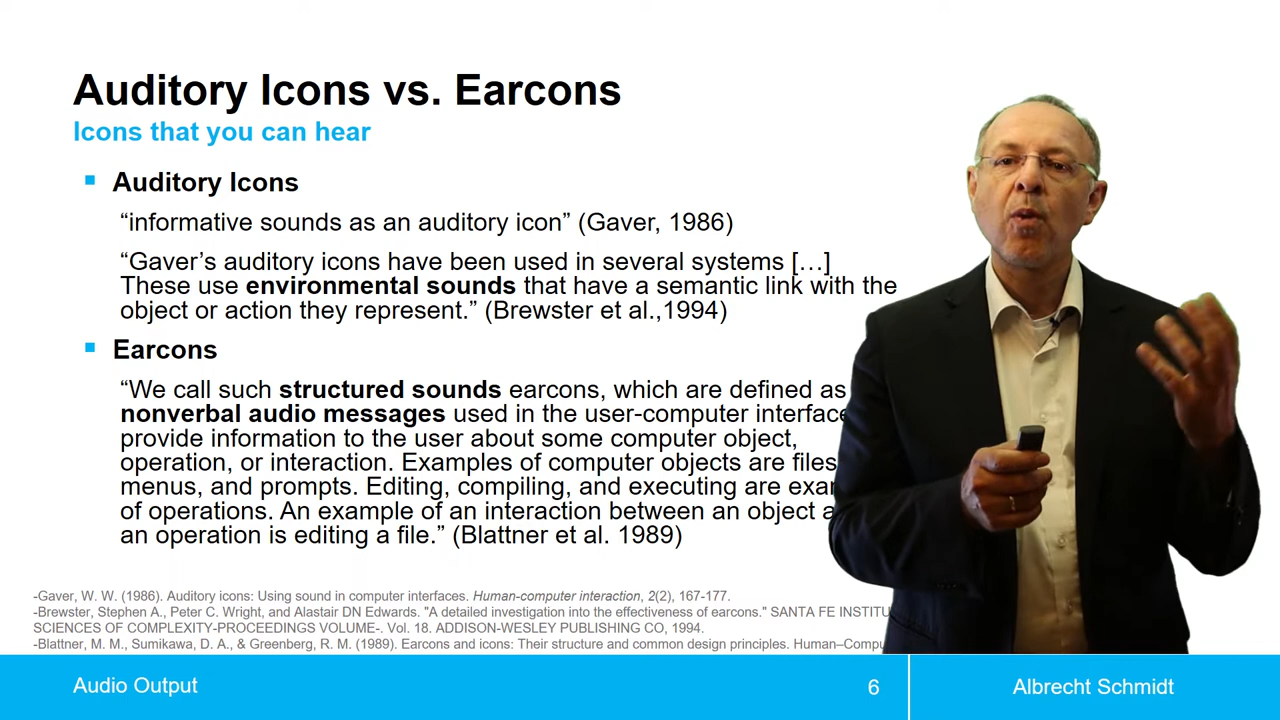 Auditory Icons vs. Earcons
Icons that you can hear
Auditory Icons
“informative sounds as an auditory icon” (Gaver, 1986)
“Gaver’s auditory icons have been used in several systems […]
These use environmental sounds that have a semantic link with the
object or action they represent.” (Brewster et al.,1994)
Earcons
“We call such structured sounds earcons, which are defined as
nonverbal audio messages used in the user-computer interface
provide information to the user about some computer object,
operation, or interaction. Examples of computer objects are files
menus, and prompts. Editing, compiling, and executing are
of operations. An example of an interaction between an object
an operation is editing a file.” (Blattner et al. 1989)
-Gaver, W. W. (1986). Auditory icons: Using sound in computer interfaces. Human-computer interaction, 2(2), 167-177.
-Brewster, Stephen A., Peter C. Wright, and Alastair DN Edwards. "A detailed investigation into the effectiveness of earcons." SANTA FE
SCIENCES OF COMPLEXITY-PROCEEDINGS VOLUME-. Vol. 18. ADDISON-WESLEY PUBLISHING CO, 1994.
-Blattner, M. M., Sumikawa, D. A., & Greenberg, R. M. (1989). Earcons and icons: Their structure and common design principles.
Audio Output
6
Albrecht Schmidt